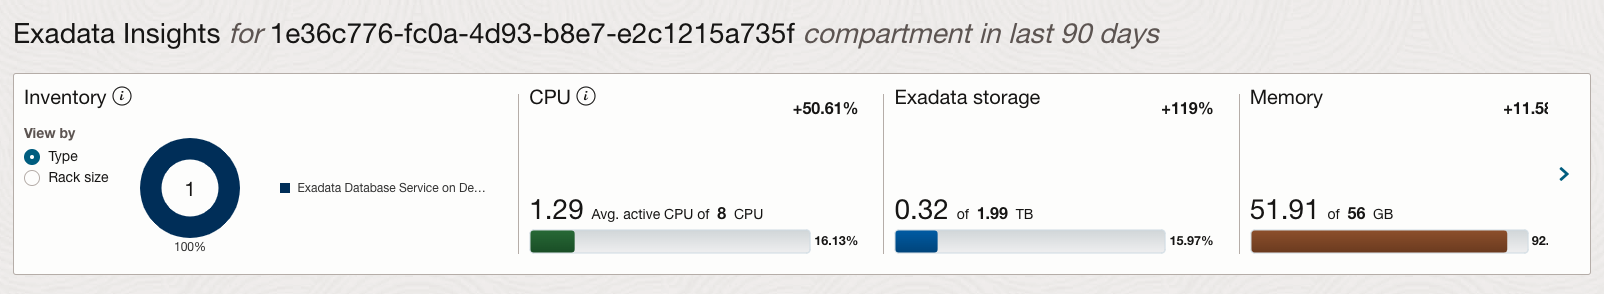 Exadata Insights for 1e36c776-fc0a-4d93-b8e7-e2c1215a735f compartment in last 90 days
Inventory
View by
Type
Rack size
1
100%
Exadata Database Service on De...
CPU
+50.61%
1.29 Avg. active CPU of 8 CPU
16.13%
Exadata storage
+119%
0.32 of 1.99 TB
15.97%
Memory
+11.58
51.91 of 56 GB
92.